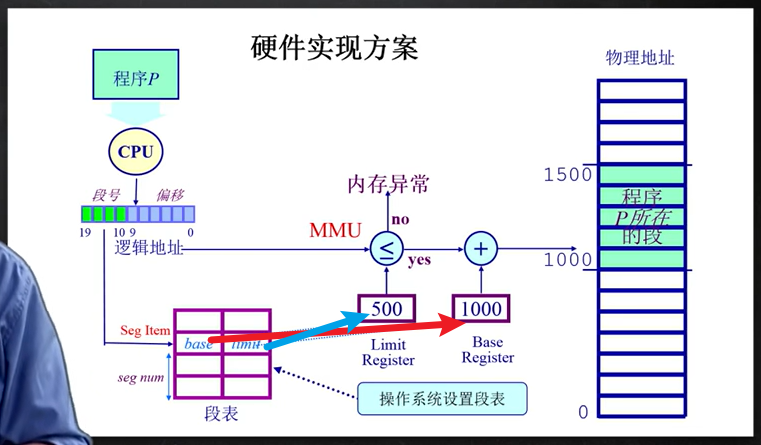 硬件实现方案
物理地址
程序P
CPU
段号
偏移
19
10
9
0
逻辑地址
内存异常
no
MMU
≤
yes
+
1500
程序
P所在
的段
1000
500
1000
Limit
Register
Base
Register
Seg Item
base
limit
seg num
段表
操作系统设置段表
0